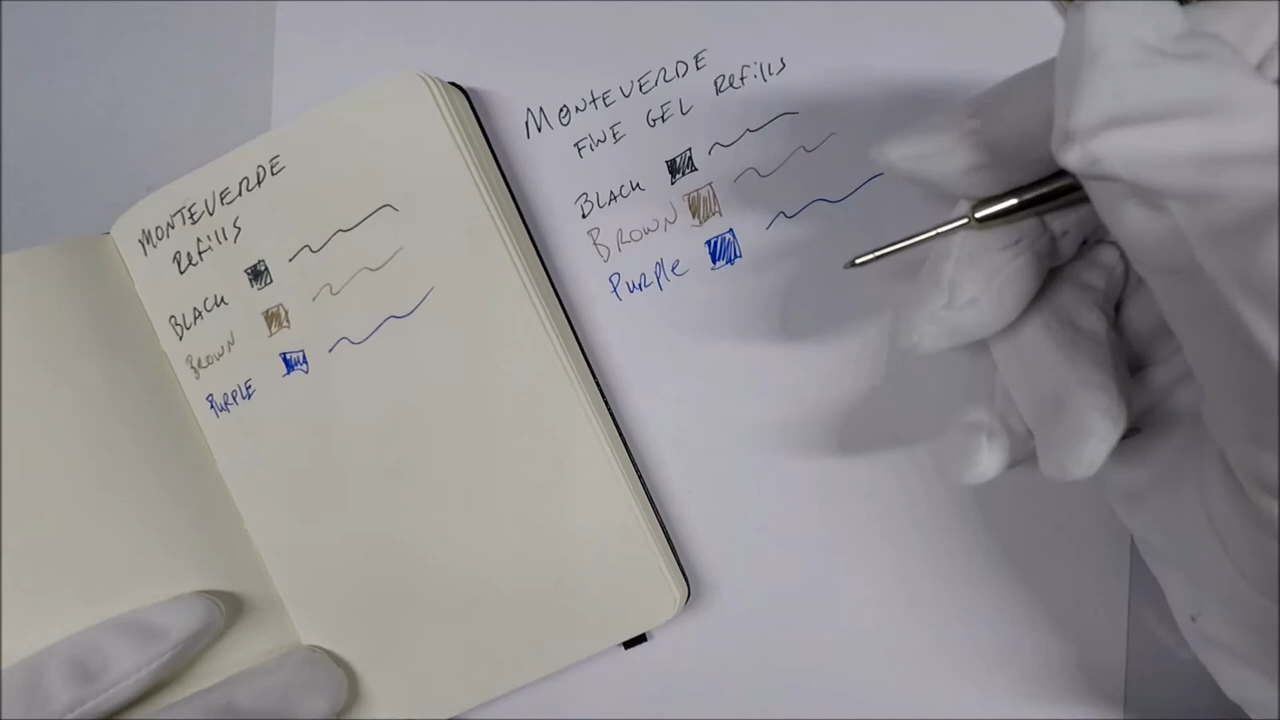 MONTEVERDE
Refills
BLACK
BROWN
PURPLE
MONTEVERDE
FINE GEL Refills
BLACK
BROWN
PURPle